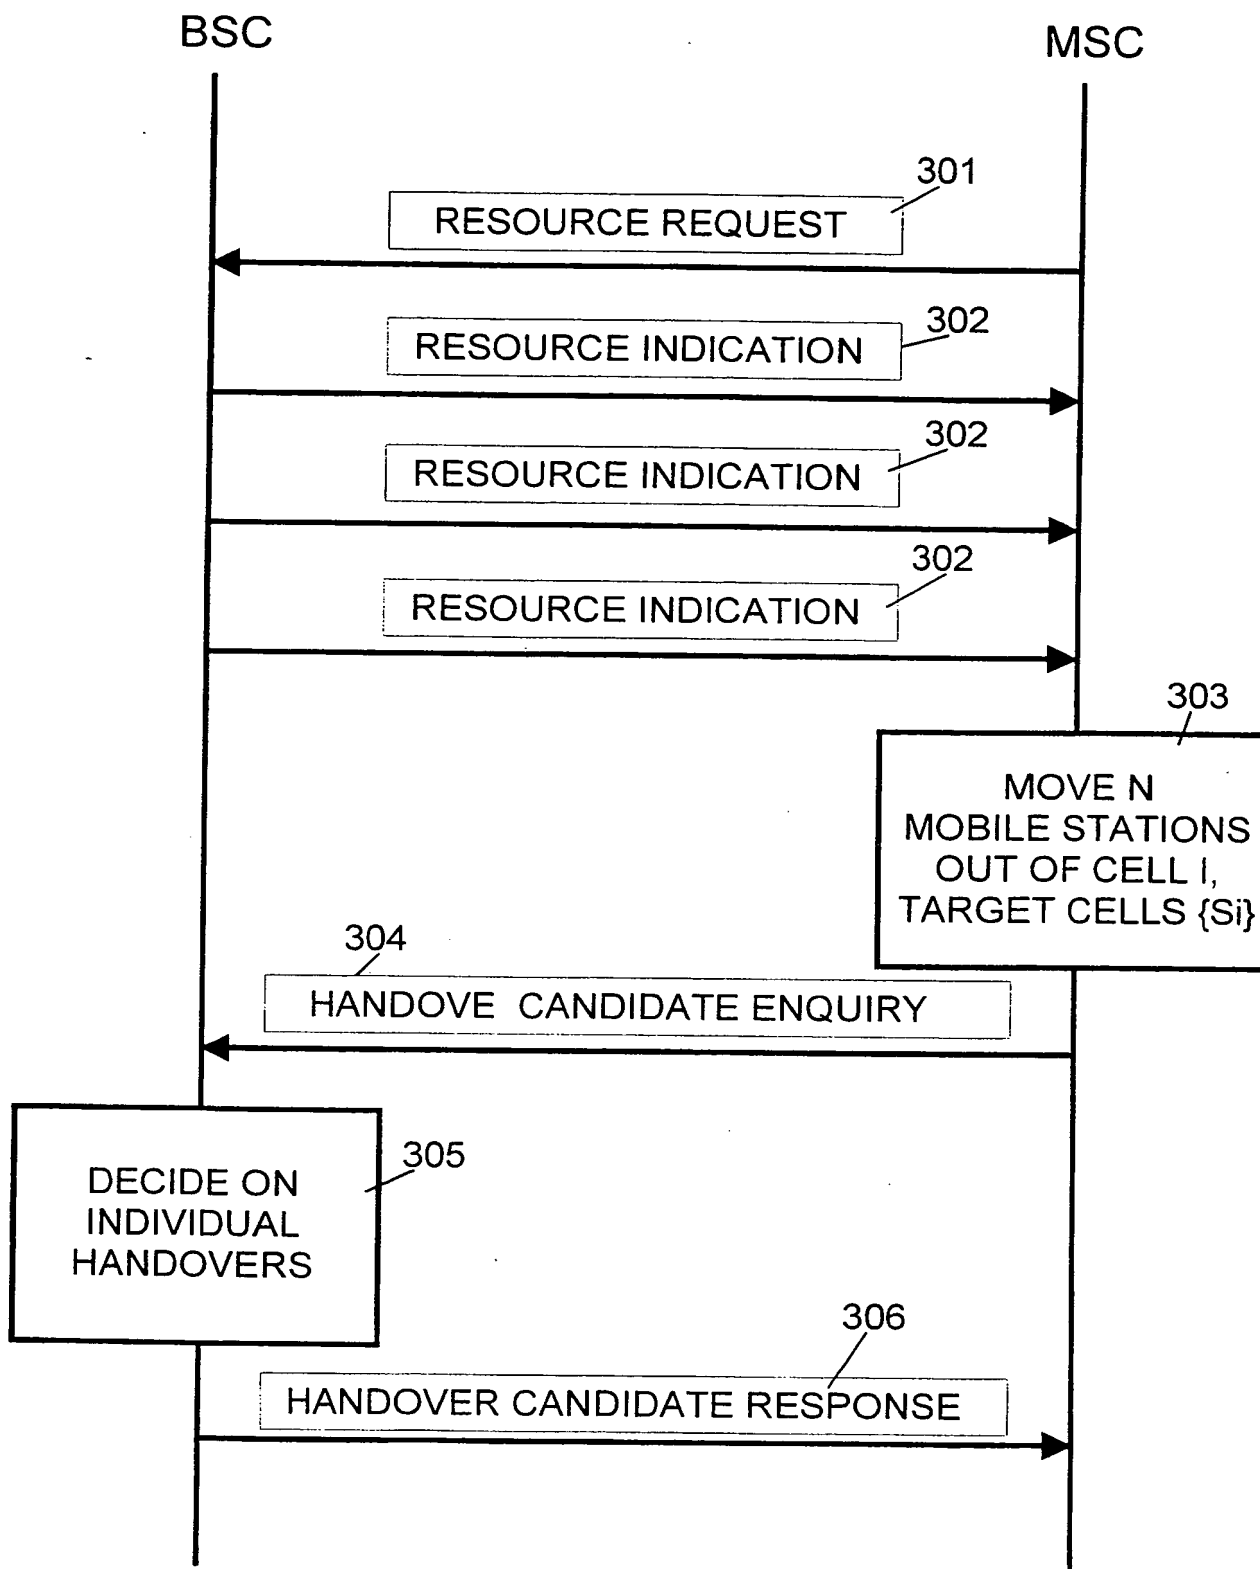 BSC
MSC
301
RESOURCE REQUEST
302
RESOURCE INDICATION
302
RESOURCE INDICATION
302
RESOURCE INDICATION
303
MOVE N
MOBILE STATIONS
OUT OF CELL I,
TARGET CELLS {Si}
304
HANDOVE CANDIDATE ENQUIRY
305
DECIDE ON
INDIVIDUAL
HANDOVERS
306
HANDOVER CANDIDATE RESPONSE